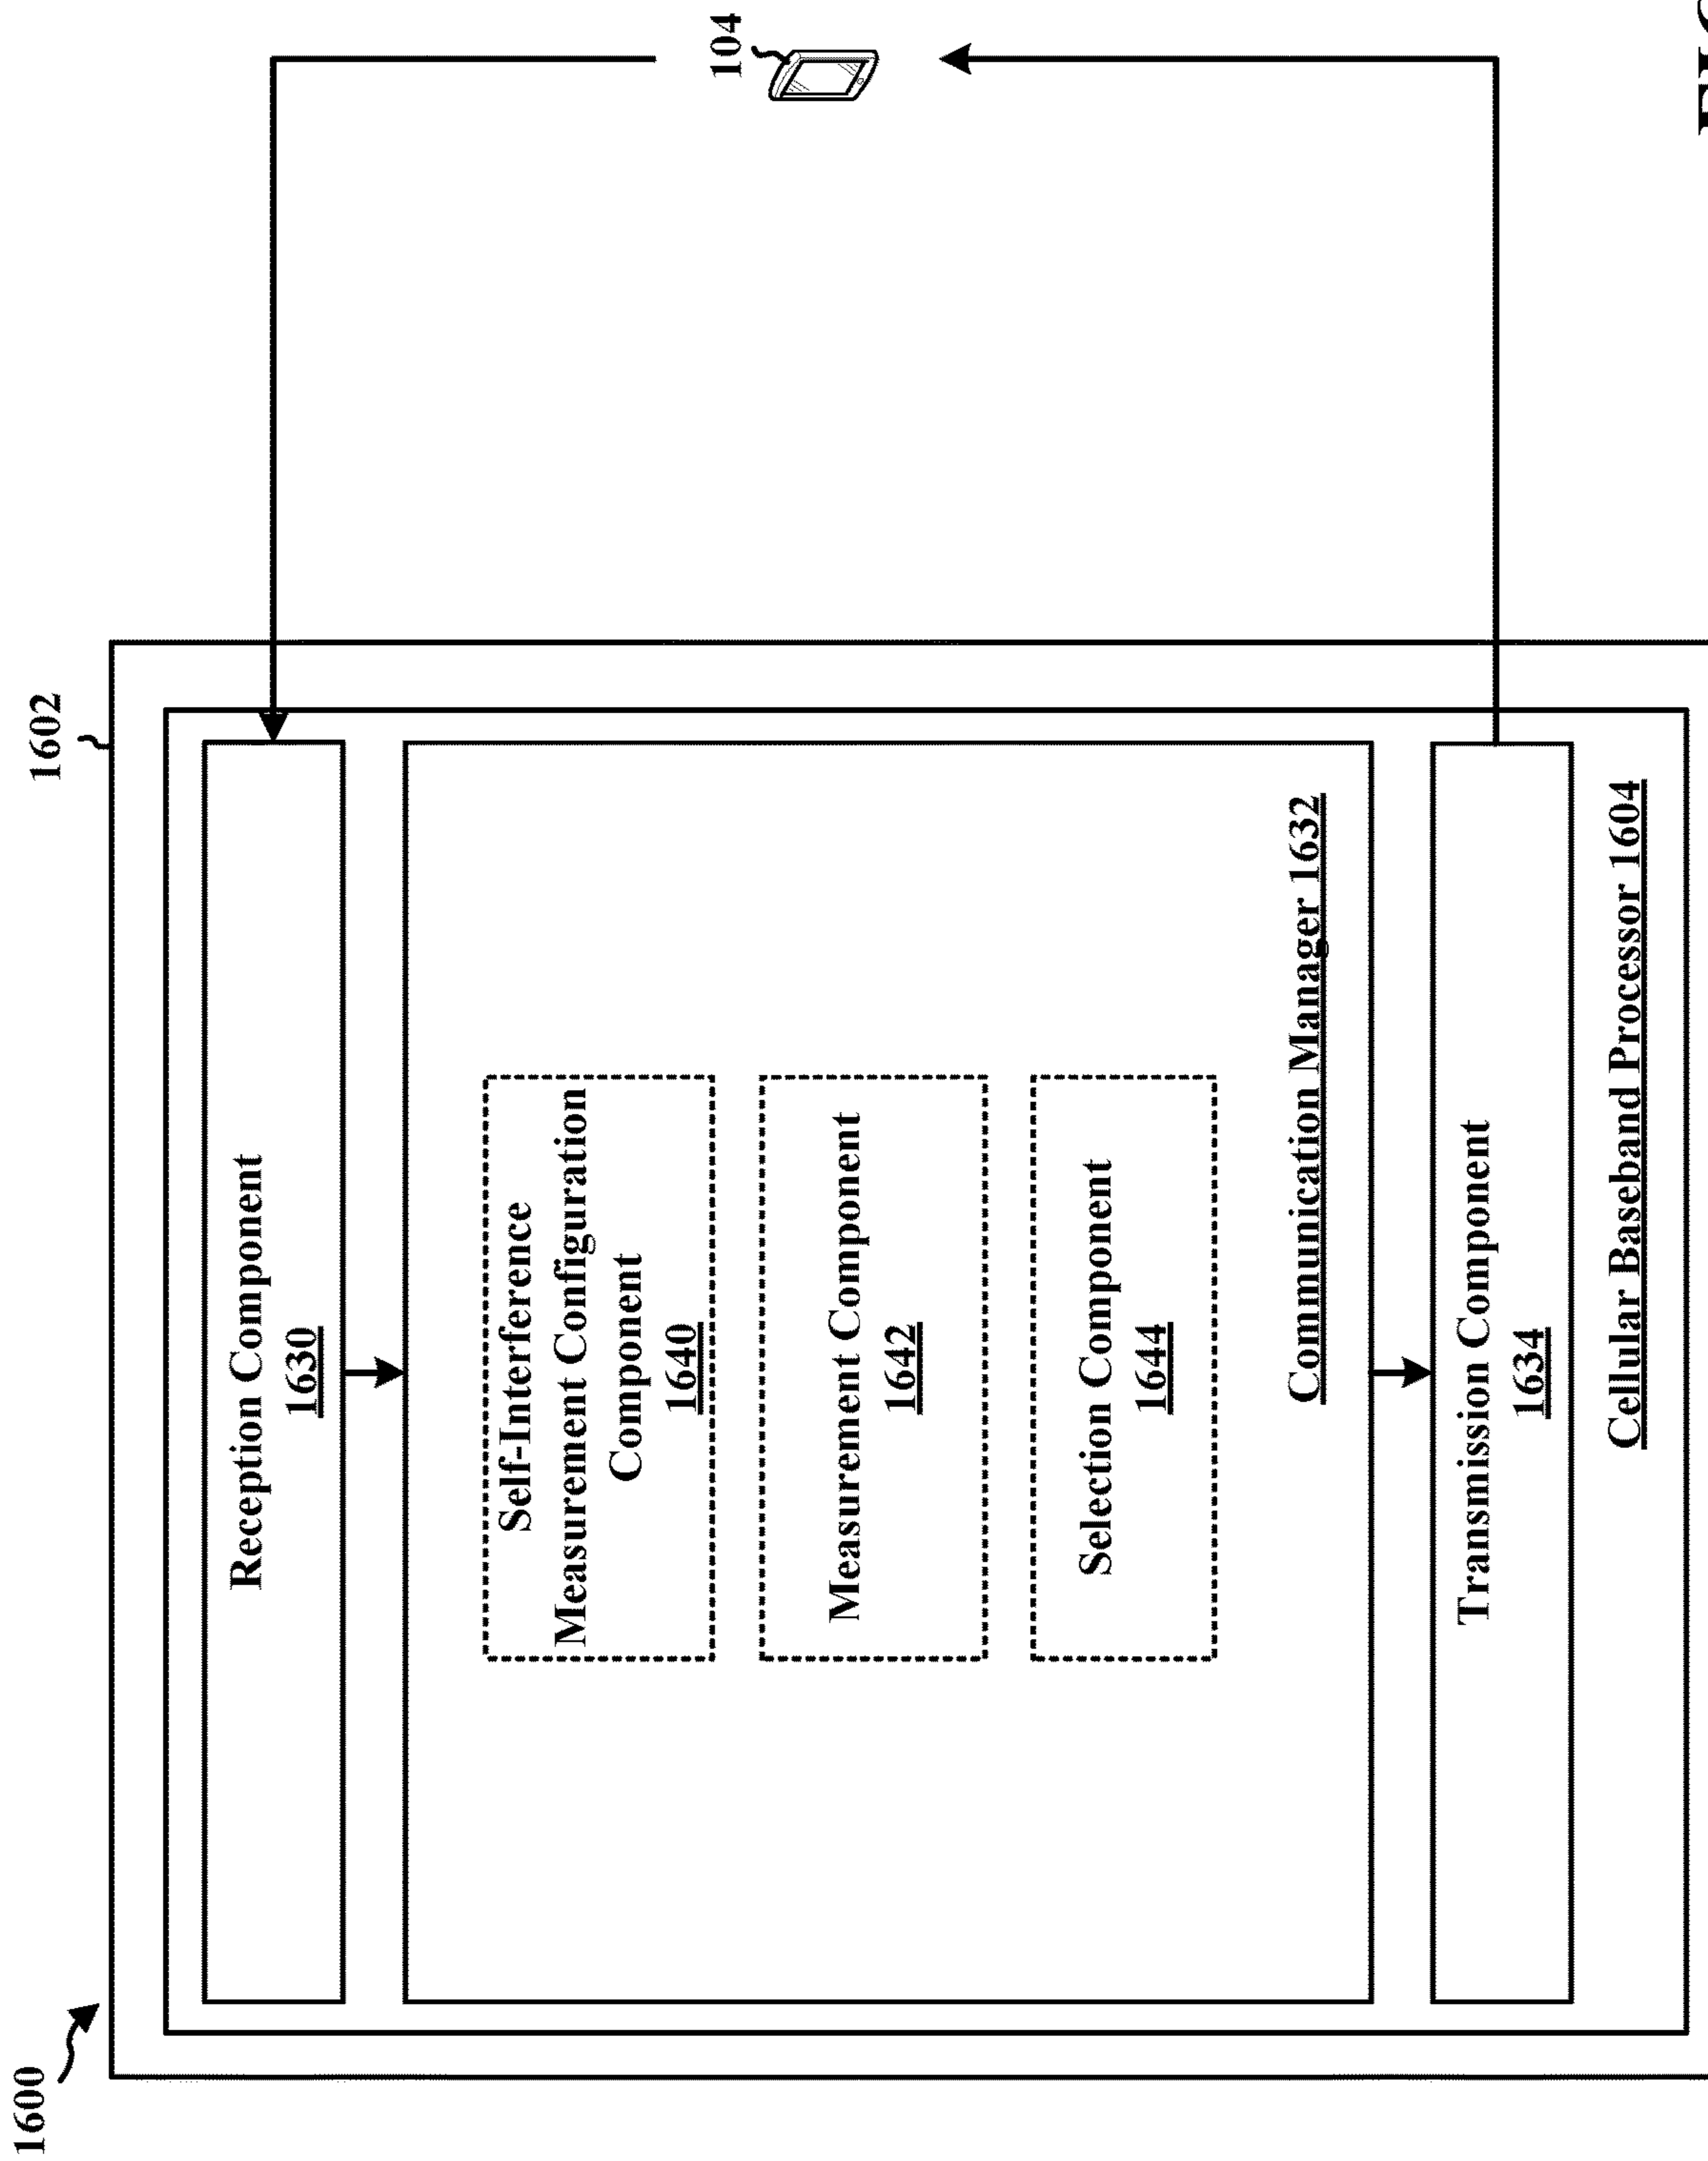 1600
1602
104
Reception Component
1630
Self-Interference
Measurement Configuration
Component
1640
Measurement Component
1642
Selection Component
1644
Communication Manager 1632
Transmission Component
1634
Cellular Baseband Processor 1604